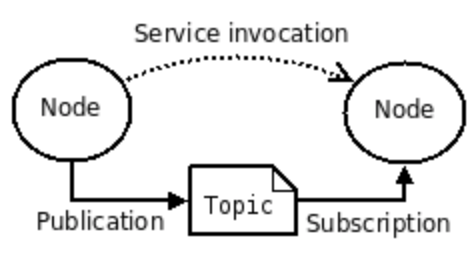 Service invocation
Node
Node
Topic
Publication
Subscription